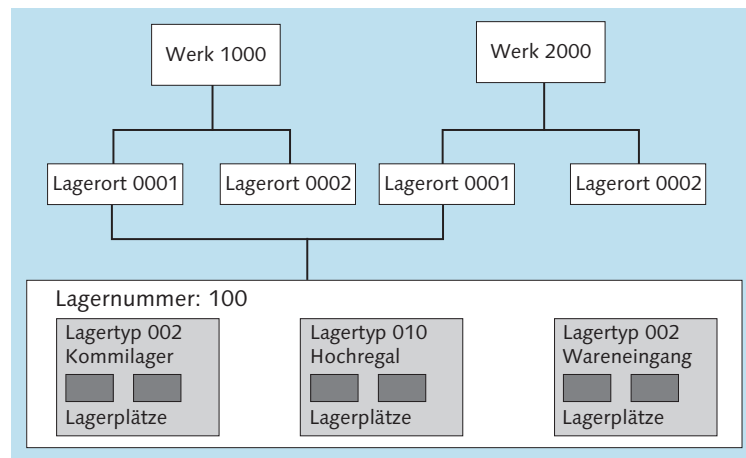 Werk 1000
Werk 2000
Lagerort 0001
Lagerort 0002
Lagerort 0001
Lagerort 0002
Lagernummer: 100
Lagertyp 002
Kommilager
Lagerplätze
Lagertyp 010
Hochregal
Lagerplätze
Lagertyp 002
Wareneingang
Lagerplätze